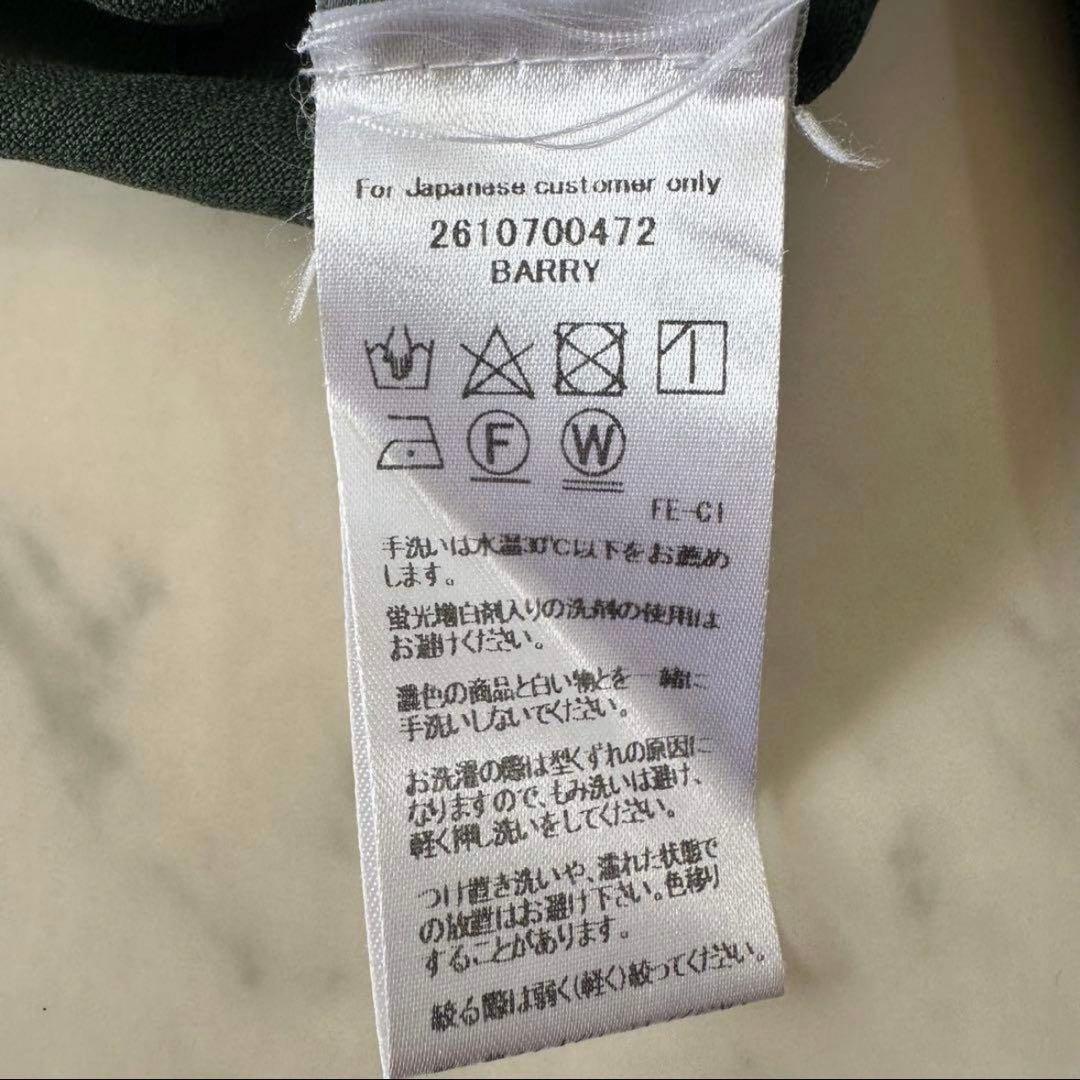 For Japanese customer only
2610700472
BARRY
F
W
FE-C1
手洗いは水温30℃以下をお薦め
します。
蛍光増白剤入りの洗剤の使用は
お避けください。
濃色の商品と白い物とを一緒に
手洗いしないでください。
お洗濯の際は型くずれの原因に
なりますので、もみ洗いは避け、
軽く押し洗いをしてください。
つけ置き洗いや、濡れた状態で
の放置はお避け下さい。色移り
することがあります。
絞る際は弱く(軽く)絞ってください。